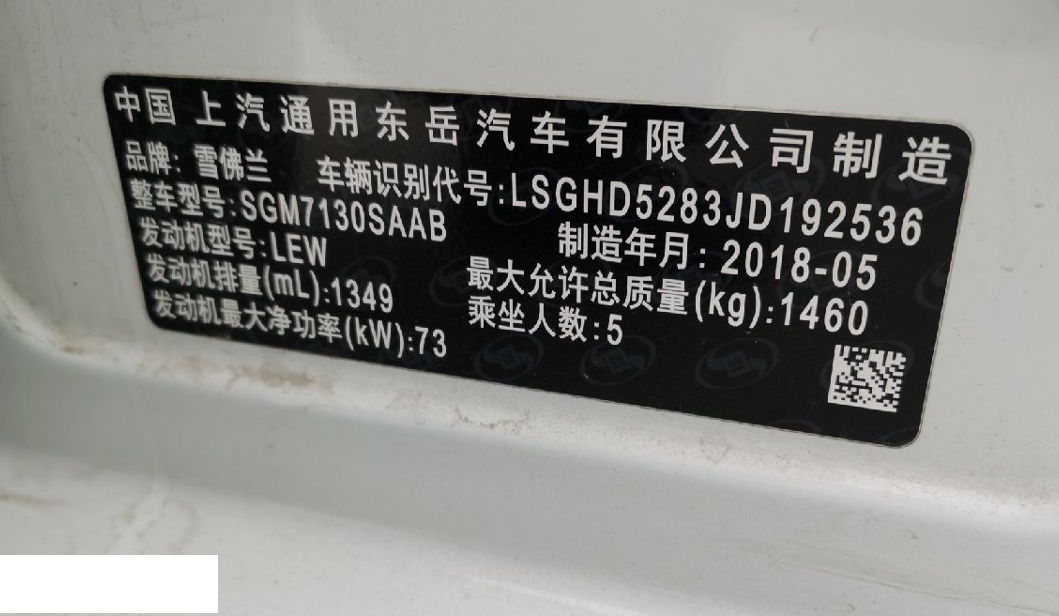 中国 上汽通用东岳汽车有限公司制造
品牌: 雪佛兰 车辆识别代号:LSGHD5283JD192536
整车型号:SGM7130SAAB 制造年月: 2018-05
发动机型号:LEW 最大允许总质量(kg):1460
发动机排量(mL):1349 乘坐人数:5
发动机最大净功率(kW):73